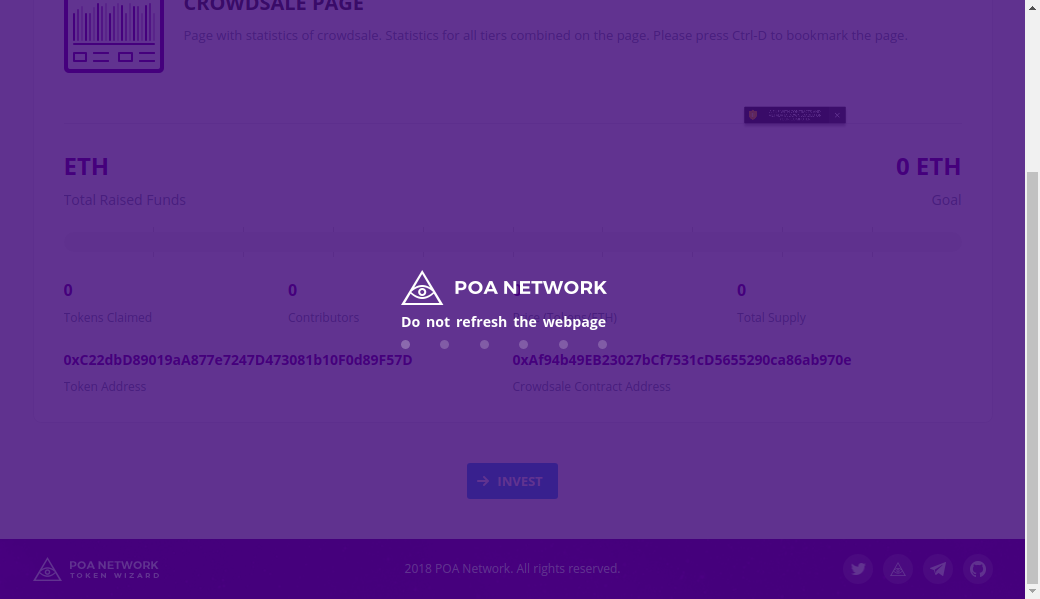 CROWDSALE PAGE
Page with statistics of crowdsale. Statistics for all tiers combined on the page. Please press Ctrl-D to bookmark the page.
ETH
0 ETH
Total Raised Funds
Goal
POA NETWORK
0
0
0
Tokens Claimed
Contributors
Total Supply
Do not refresh the webpage
0xC22dbD89019aA877e7247D473081b10F0d89F57D
0xAf94b49EB23027bCf7531cD5655290ca86ab970e
Token Address
Crowdsale Contract Address
INVEST
POA NETWORK
TOKEN WIZARD
2018 POA Network. All rights reserved.